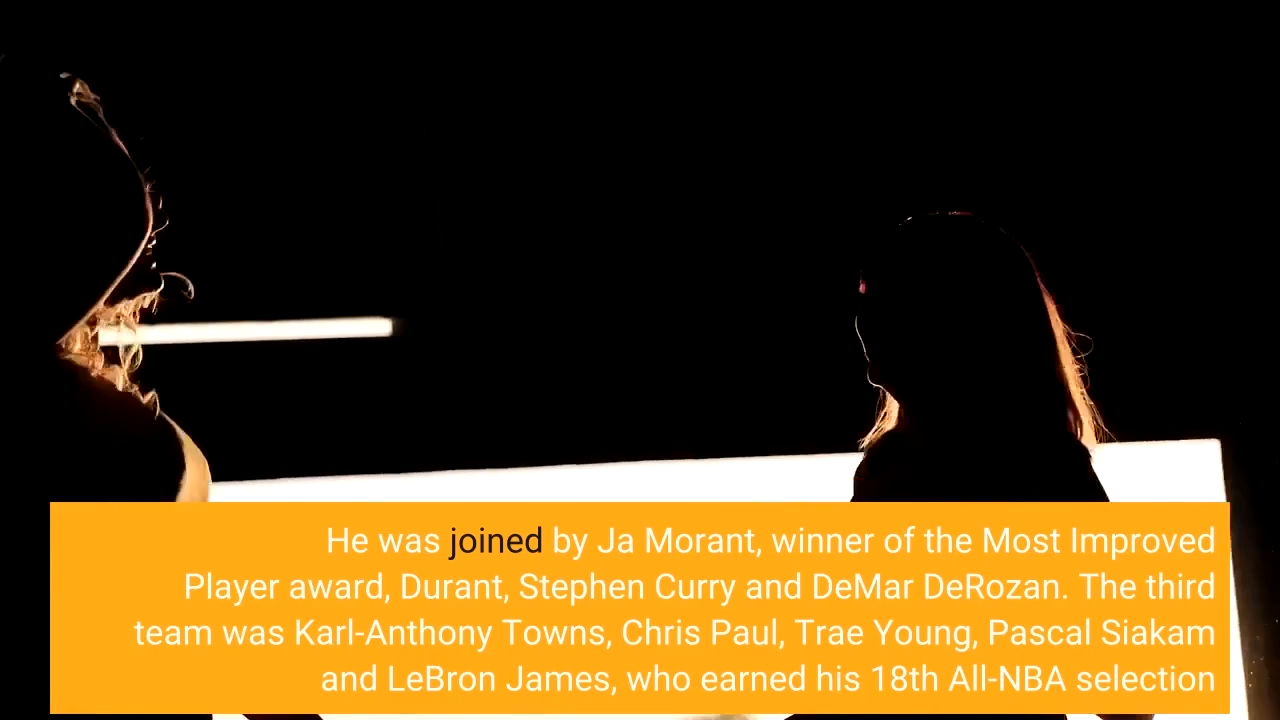 He was joined by Ja Morant, winner of the Most Improved
Player award, Durant, Stephen Curry and DeMar DeRozan. The third
team was Karl-Anthony Towns, Chris Paul, Trae Young, Pascal Siakam
and LeBron James, who earned his 18th All-NBA selection